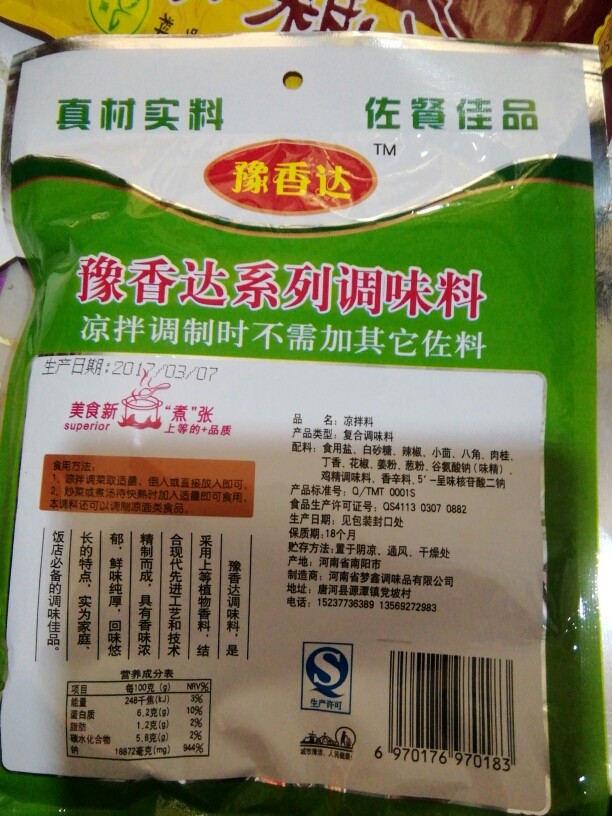 真材实料
佐餐佳品
豫香达
TM
豫香达系列调味料
凉拌调制时不需加其它佐料
生产日期:2017/03/07
美食新 “煮”张
superior 上等的+品质
食用方法:
1、凉拌调菜取适量，倒入或直接放入即可。
2、炒菜或煮汤待快熟时加入适量即可食用，
本调料还可以调制凉面类食品。
豫香达调味料，是
采用上等植物香料，结
合现代先进工艺和技术
精制而成，具有香味浓
郁，鲜味纯厚，回味悠
长的特点，实为家庭、
饭店必备的调味佳品。
品 名: 凉拌料
产品类型: 复合调味料
配料: 食用盐、白砂糖、辣椒、小茴、八角、肉桂、
丁香、花椒、姜粉、葱粉、谷氨酸钠（味精）、
鸡精调味料、香辛料、5′-呈味核苷酸二钠
产品标准号: Q/TMT 0001S
食品生产许可证号: QS4113 0307 0882
生产日期: 见包装封口处
保质期: 18个月
贮存方法: 置于阴凉、通风、干燥处
产地: 河南省南阳市
制造商: 河南省梦鑫调味品有限公司
地址: 唐河县源潭镇党坡村
电话: 15237736389 13569272983
营养成分表
项目 每100克(g) NRV%
能量 248千焦(kJ) 3%
蛋白质 6.2克(g) 10%
脂肪 1.2克(g) 2%
碳水化合物 5.8克(g) 2%
钠 18872毫克(mg) 944%
生产许可
6 970176 970183